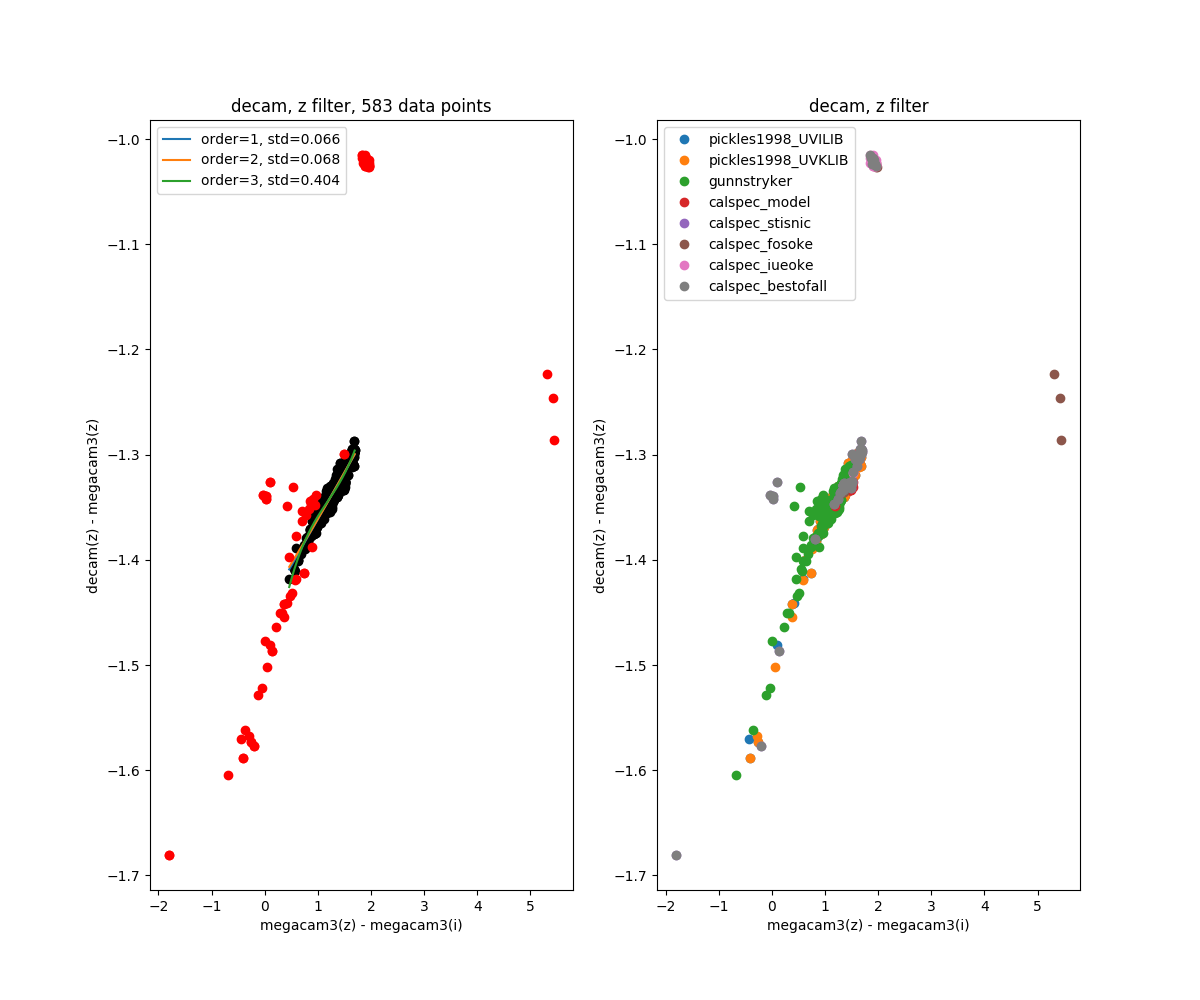 decam, z filter, 583 data points
order=1, std=0.066
order=2, std=0.068
order=3, std=0.404
−1.0
−1.1
−1.2
−1.3
−1.4
−1.5
−1.6
−1.7
decam(z) - megacam3(z)
−2
−1
0
1
2
3
4
5
megacam3(z) - megacam3(i)
decam, z filter
pickles1998_UVILIB
pickles1998_UVKLIB
gunnstryker
calspec_model
calspec_stisnic
calspec_fosoke
calspec_iueoke
calspec_bestofall
−1.0
−1.1
−1.2
−1.3
−1.4
−1.5
−1.6
−1.7
decam(z) - megacam3(z)
−2
−1
0
1
2
3
4
5
megacam3(z) - megacam3(i)